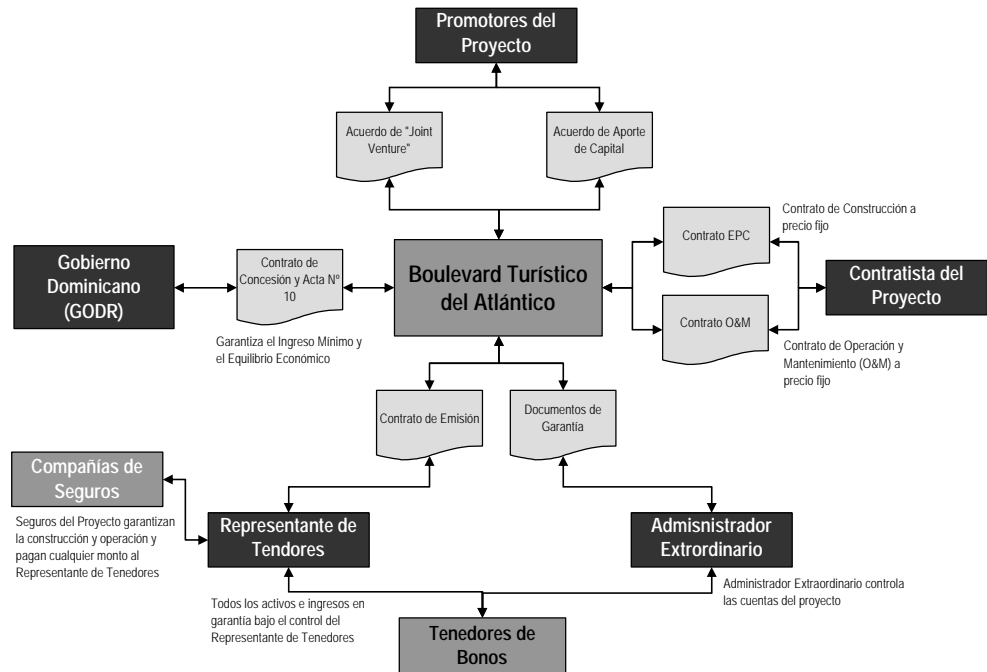 Promotores del
Proyecto
Acuerdo de "Joint
Venture"
Acuerdo de Aporte
de Capital
Gobierno
Dominicano
(GODR)
Contrato de
Concesión y Acta Nº
10
Garantiza el Ingreso Mínimo y
el Equilibrio Económico
Boulevard Turístico
del Atlántico
Contrato EPC
Contrato de Construcción a
precio fijo
Contratista del
Proyecto
Contrato O&M
Contrato de Operación y
Mantenimiento (O&M) a
precio fijo
Contrato de Emisión
Documentos de
Garantía
Compañías de
Seguros
Seguros del Proyecto garantizan
la construcción y operación y
pagan cualquier monto al
Representante de Tenedores
Representante de
Tendores
Admisnistrador
Extrordinario
Todos los activos e ingresos en
garantía bajo el control del
Representante de Tenedores
Administrador Extraordinario controla
las cuentas del proyecto
Tenedores de
Bonos